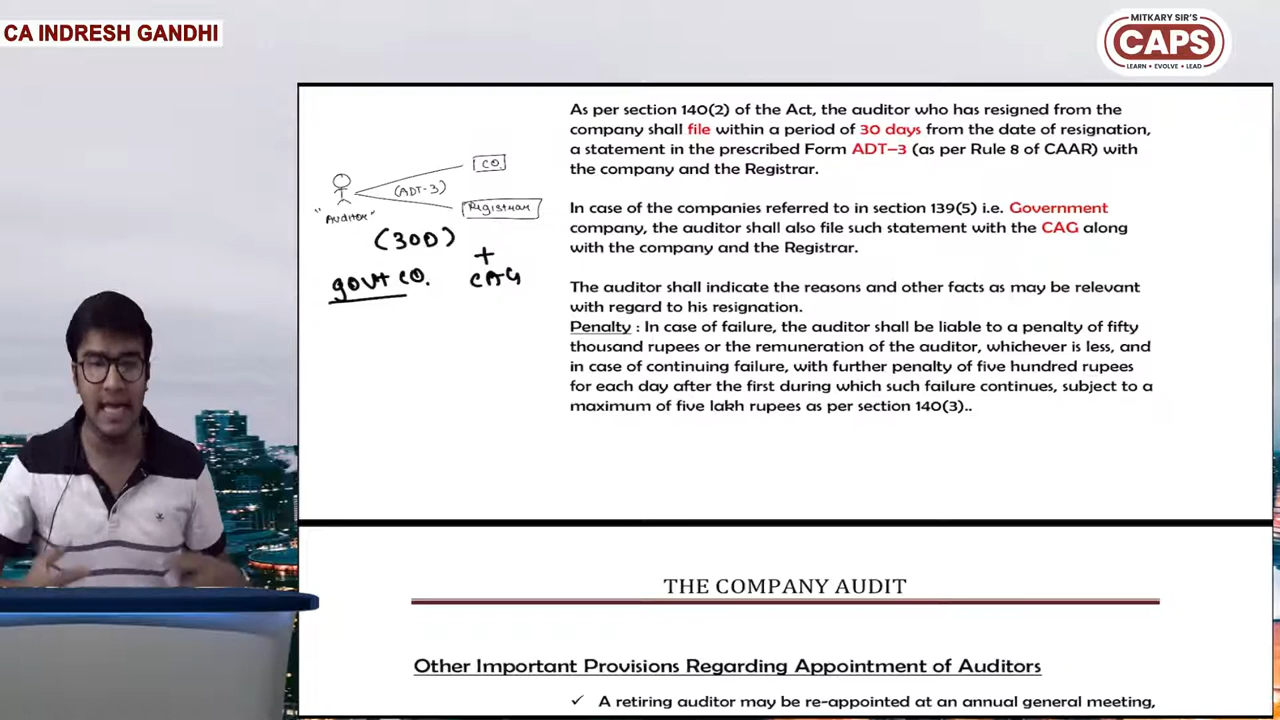 CA INDRESH GANDHI
MITKARY SIR'S
CAPS
LEARN • EVOLVE • LEAD
As per section 140(2) of the Act, the auditor who has resigned from the
company shall file within a period of 30 days from the date of resignation,
a statement in the prescribed Form ADT–3 (as per Rule 8 of CAAR) with
the company and the Registrar.
CO.
(ADT-3)
Registrar
"Auditor"
(30D)
+
govt co.
CAG
In case of the companies referred to in section 139(5) i.e. Government
company, the auditor shall also file such statement with the CAG along
with the company and the Registrar.
The auditor shall indicate the reasons and other facts as may be relevant
with regard to his resignation.
Penalty : In case of failure, the auditor shall be liable to a penalty of fifty
thousand rupees or the remuneration of the auditor, whichever is less, and
in case of continuing failure, with further penalty of five hundred rupees
for each day after the first during which such failure continues, subject to a
maximum of five lakh rupees as per section 140(3)..
THE COMPANY AUDIT
Other Important Provisions Regarding Appointment of Auditors
✓ A retiring auditor may be re-appointed at an annual general meeting,